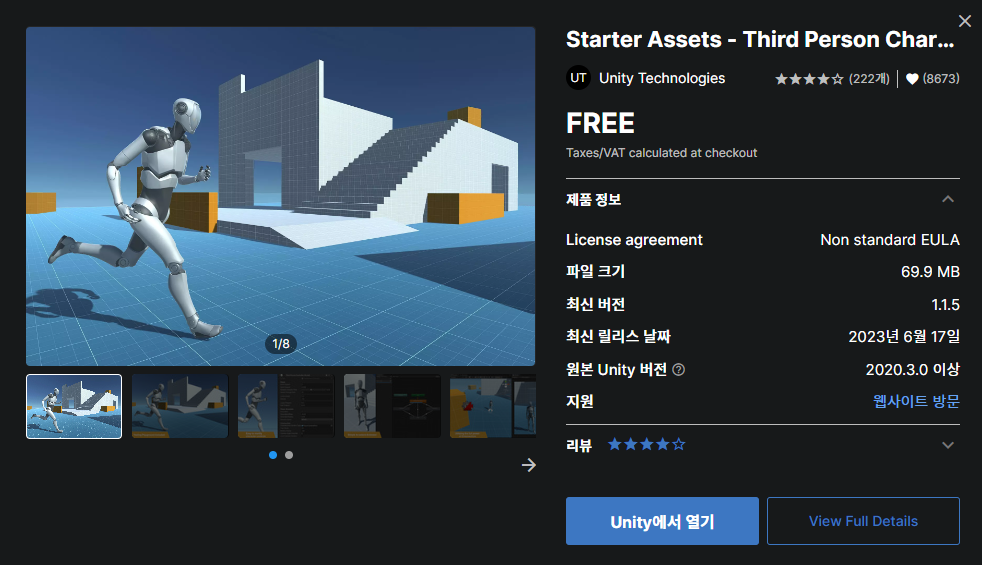 Starter Assets - Third Person Char...
UT Unity Technologies ★★★★☆ (222개) (8673)
FREE
Taxes/VAT calculated at checkout
제품 정보
License agreement Non standard EULA
파일 크기 69.9 MB
최신 버전 1.1.5
최신 릴리스 날짜 2023년 6월 17일
원본 Unity 버전 2020.3.0 이상
지원 웹사이트 방문
리뷰 ★★★★☆
1/8
Unity에서 열기 View Full Details